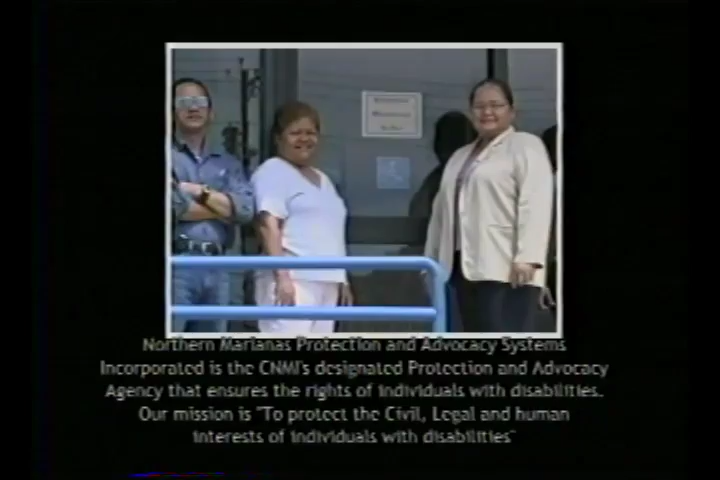 Northern Marianas Protection and Advocacy Systems
Incorporated is the CNMI's designated Protection and Advocacy
Agency that ensures the rights of individuals with disabilities.
Our mission is "To protect the Civil, Legal and human
interests of individuals with disabilities"